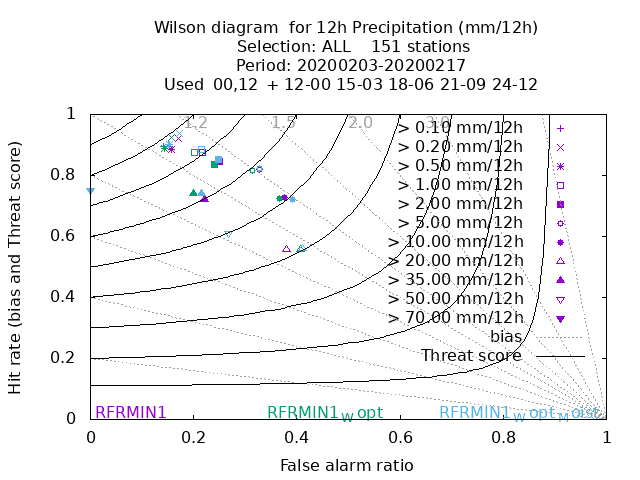 Wilson diagram for 12h Precipitation (mm/12h)
Selection: ALL 151 stations
Period: 20200203-20200217
Used 00,12 + 12-00 15-03 18-06 21-09 24-12
Hit rate (bias and Threat score)
1
0.8
0.6
0.4
0.2
0
1.2 1.5 2.0 3.0
> 0.10 mm/12h
> 0.20 mm/12h
> 0.50 mm/12h
> 1.00 mm/12h
> 2.00 mm/12h
> 5.00 mm/12h
> 10.00 mm/12h
> 20.00 mm/12h
> 35.00 mm/12h
> 50.00 mm/12h
> 70.00 mm/12h
bias
Threat score
RFRMIN1 RFRMIN1W opt RFRMIN1 opt
0 0.2 0.4 0.6 0.8 1
False alarm ratio